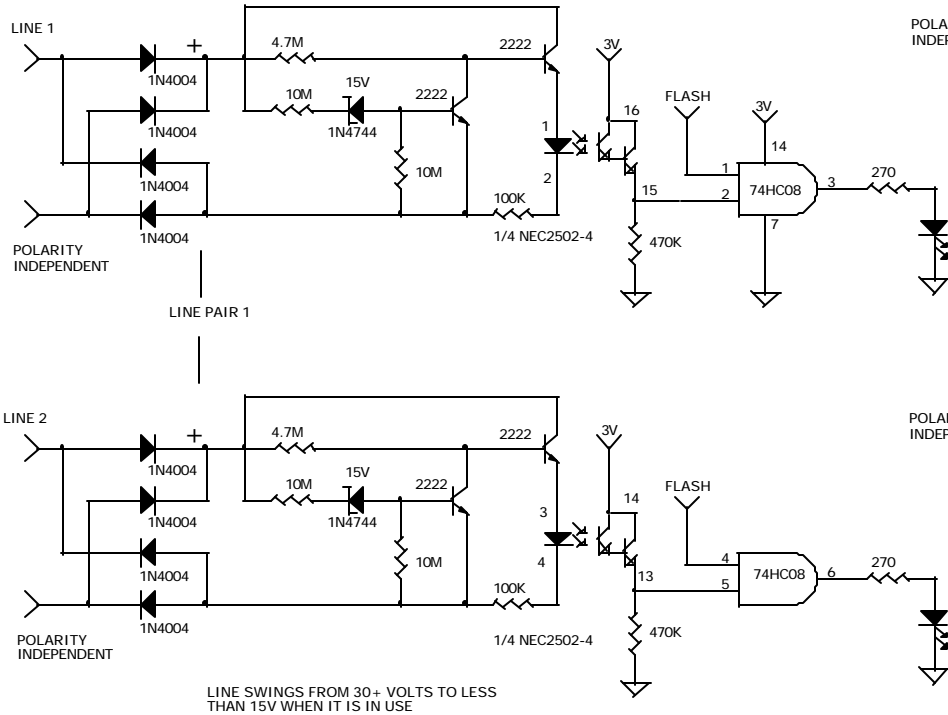 LINE 1
+
4.7M
2222
3V
POLA
INDEP
1N4004
15V
10M
2222
FLASH
3V
1N4004
1N4744
16
14
1
1
1N4004
10M
2
15
2
74HC08
3
270
100K
7
1N4004
1/4 NEC2502-4
470K
POLARITY
INDEPENDENT
LINE PAIR 1
LINE 2
+
4.7M
2222
3V
POLAI
INDEP
1N4004
15V
10M
2222
FLASH
1N4004
1N4744
14
3
4
1N4004
10M
4
13
5
74HC08
6
270
100K
1N4004
1/4 NEC2502-4
470K
POLARITY
INDEPENDENT
LINE SWINGS FROM 30+ VOLTS TO LESS
THAN 15V WHEN IT IS IN USE